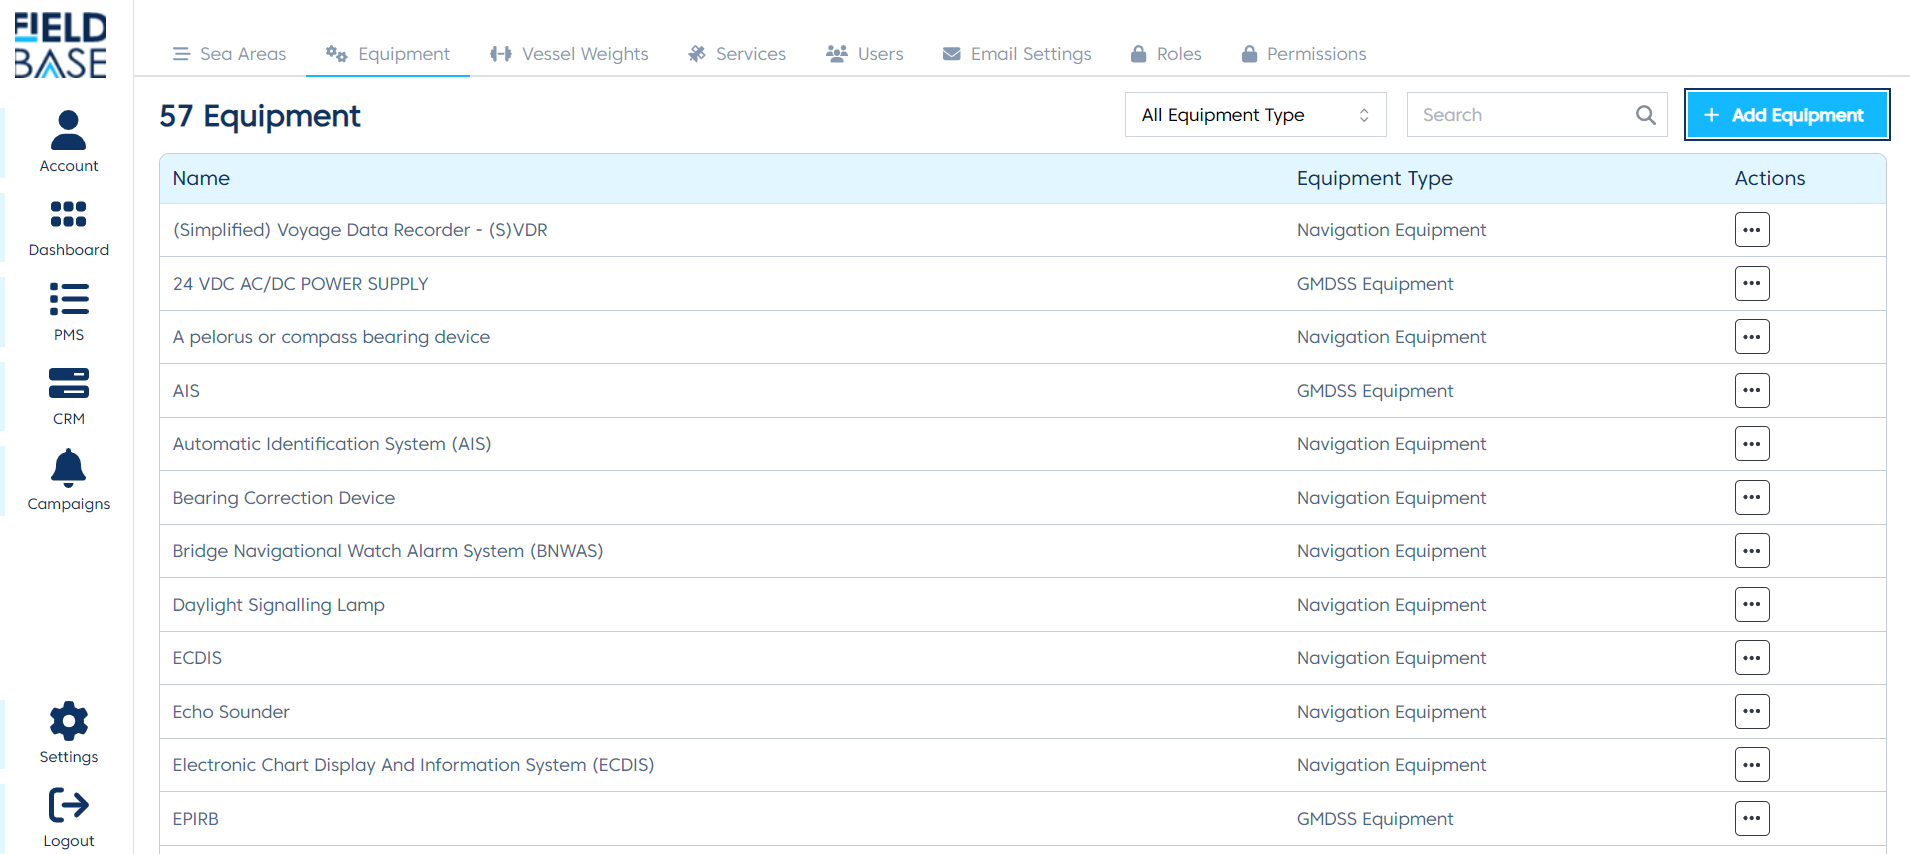 FIELD
BASE
Sea Areas Equipment Vessel Weights Services Users Email Settings Roles Permissions
57 Equipment
All Equipment Type Search + Add Equipment
Account
Dashboard
PMS
CRM
Campaigns
Settings
Logout
Name Equipment Type Actions
(Simplified) Voyage Data Recorder - (S)VDR Navigation Equipment
24 VDC AC/DC POWER SUPPLY GMDSS Equipment
A pelorus or compass bearing device Navigation Equipment
AIS GMDSS Equipment
Automatic Identification System (AIS) Navigation Equipment
Bearing Correction Device Navigation Equipment
Bridge Navigational Watch Alarm System (BNWAS) Navigation Equipment
Daylight Signalling Lamp Navigation Equipment
ECDIS Navigation Equipment
Echo Sounder Navigation Equipment
Electronic Chart Display And Information System (ECDIS) Navigation Equipment
EPIRB GMDSS Equipment